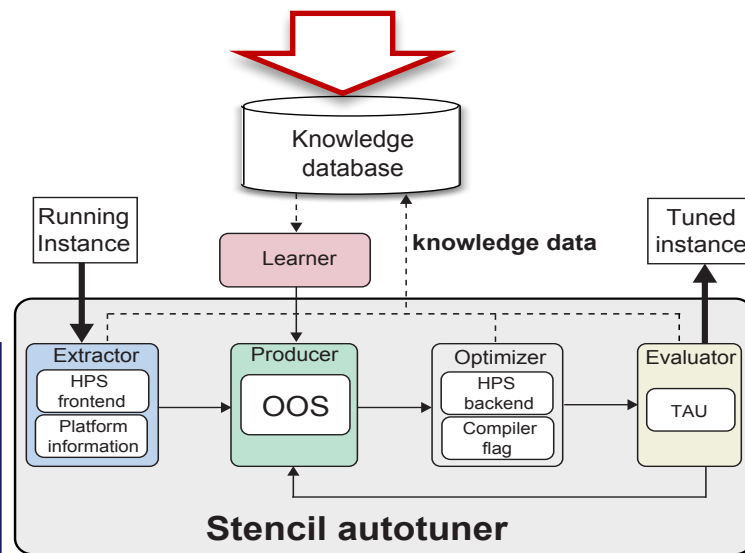 Knowledge
database
Running
Instance
Tuned
instance
knowledge data
Learner
Extractor
HPS
frontend
Platform
information
Producer
OOS
Optimizer
HPS
backend
Compiler
flag
Evaluator
TAU
Stencil autotuner